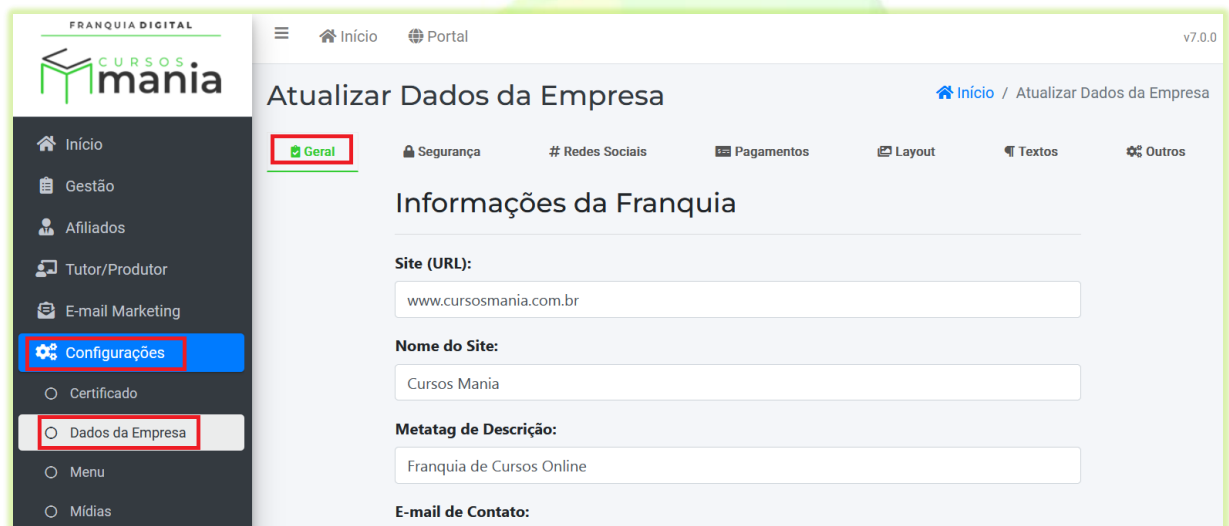 FRANQUIA DIGITAL
CURSOS
mania
Início
Portal
v7.0.0
Atualizar Dados da Empresa
Início / Atualizar Dados da Empresa
Início
Gestão
Afiliados
Tutor/Produtor
E-mail Marketing
Configurações
Certificado
Dados da Empresa
Menu
Mídias
Geral
Segurança
# Redes Sociais
Pagamentos
Layout
¶ Textos
Outros
Informações da Franquia
Site (URL):
www.cursosmania.com.br
Nome do Site:
Cursos Mania
Metatag de Descrição:
Franquia de Cursos Online
E-mail de Contato: